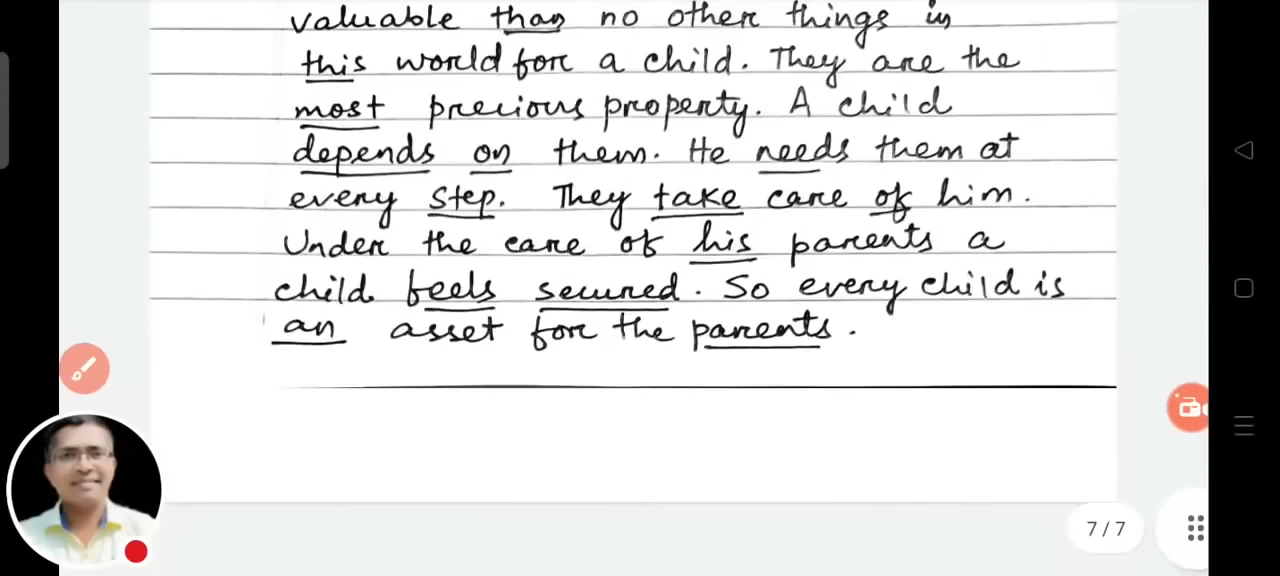 valuable than no other things in
this world for a child. They are the
most precious property. A child
depends on them. He needs them at
every step. They take care of him.
Under the care of his parents a
child feels secured. So every child is
an asset for the parents.
7/7